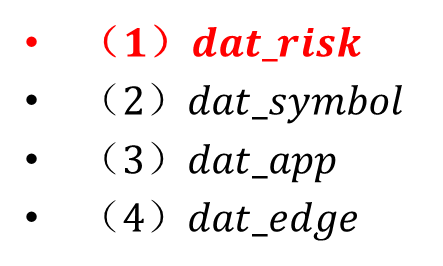 • （1）dat_risk
• （2）dat_symbol
• （3）dat_app
• （4）dat_edge